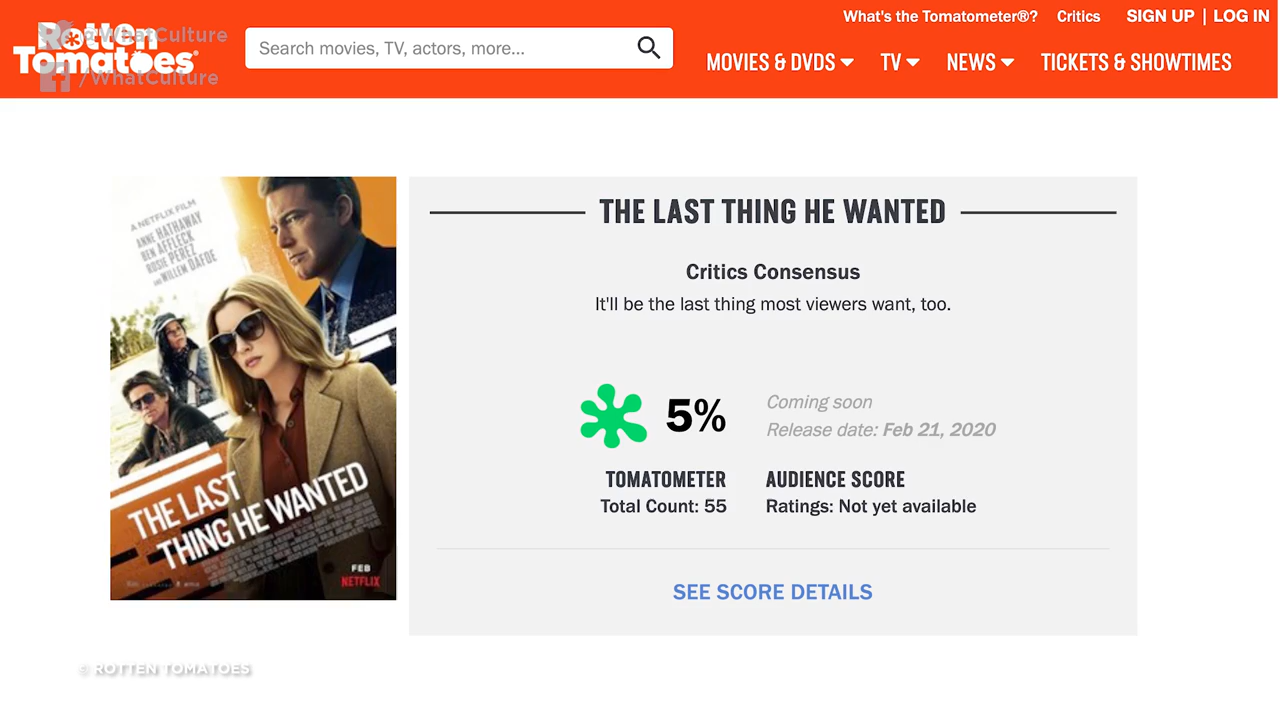 What's the Tomatometer®?
Critics
SIGN UP | LOG IN
Rotten
Tomatoes®
@WhatCulture
/WhatCulture
Search movies, TV, actors, more...
MOVIES & DVDS
TV
NEWS
TICKETS & SHOWTIMES
A NETFLIX FILM
ANNE HATHAWAY
BEN AFFLECK
ROSIE PEREZ
AND WILLEM DAFOE
THE LAST
THING HE WANTED
FEB
NETFLIX
THE LAST THING HE WANTED
Critics Consensus
It'll be the last thing most viewers want, too.
5%
Coming soon
Release date: Feb 21, 2020
TOMATOMETER
Total Count: 55
AUDIENCE SCORE
Ratings: Not yet available
SEE SCORE DETAILS
© ROTTEN TOMATOES